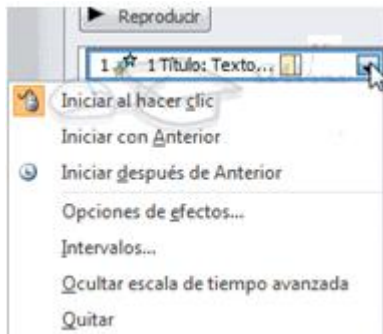 Reproducir
1 1 Título: Texto...
Iniciar al hacer clic
Iniciar con Anterior
Iniciar después de Anterior
Opciones de efectos...
Intervalos...
Ocultar escala de tiempo avanzada
Quitar